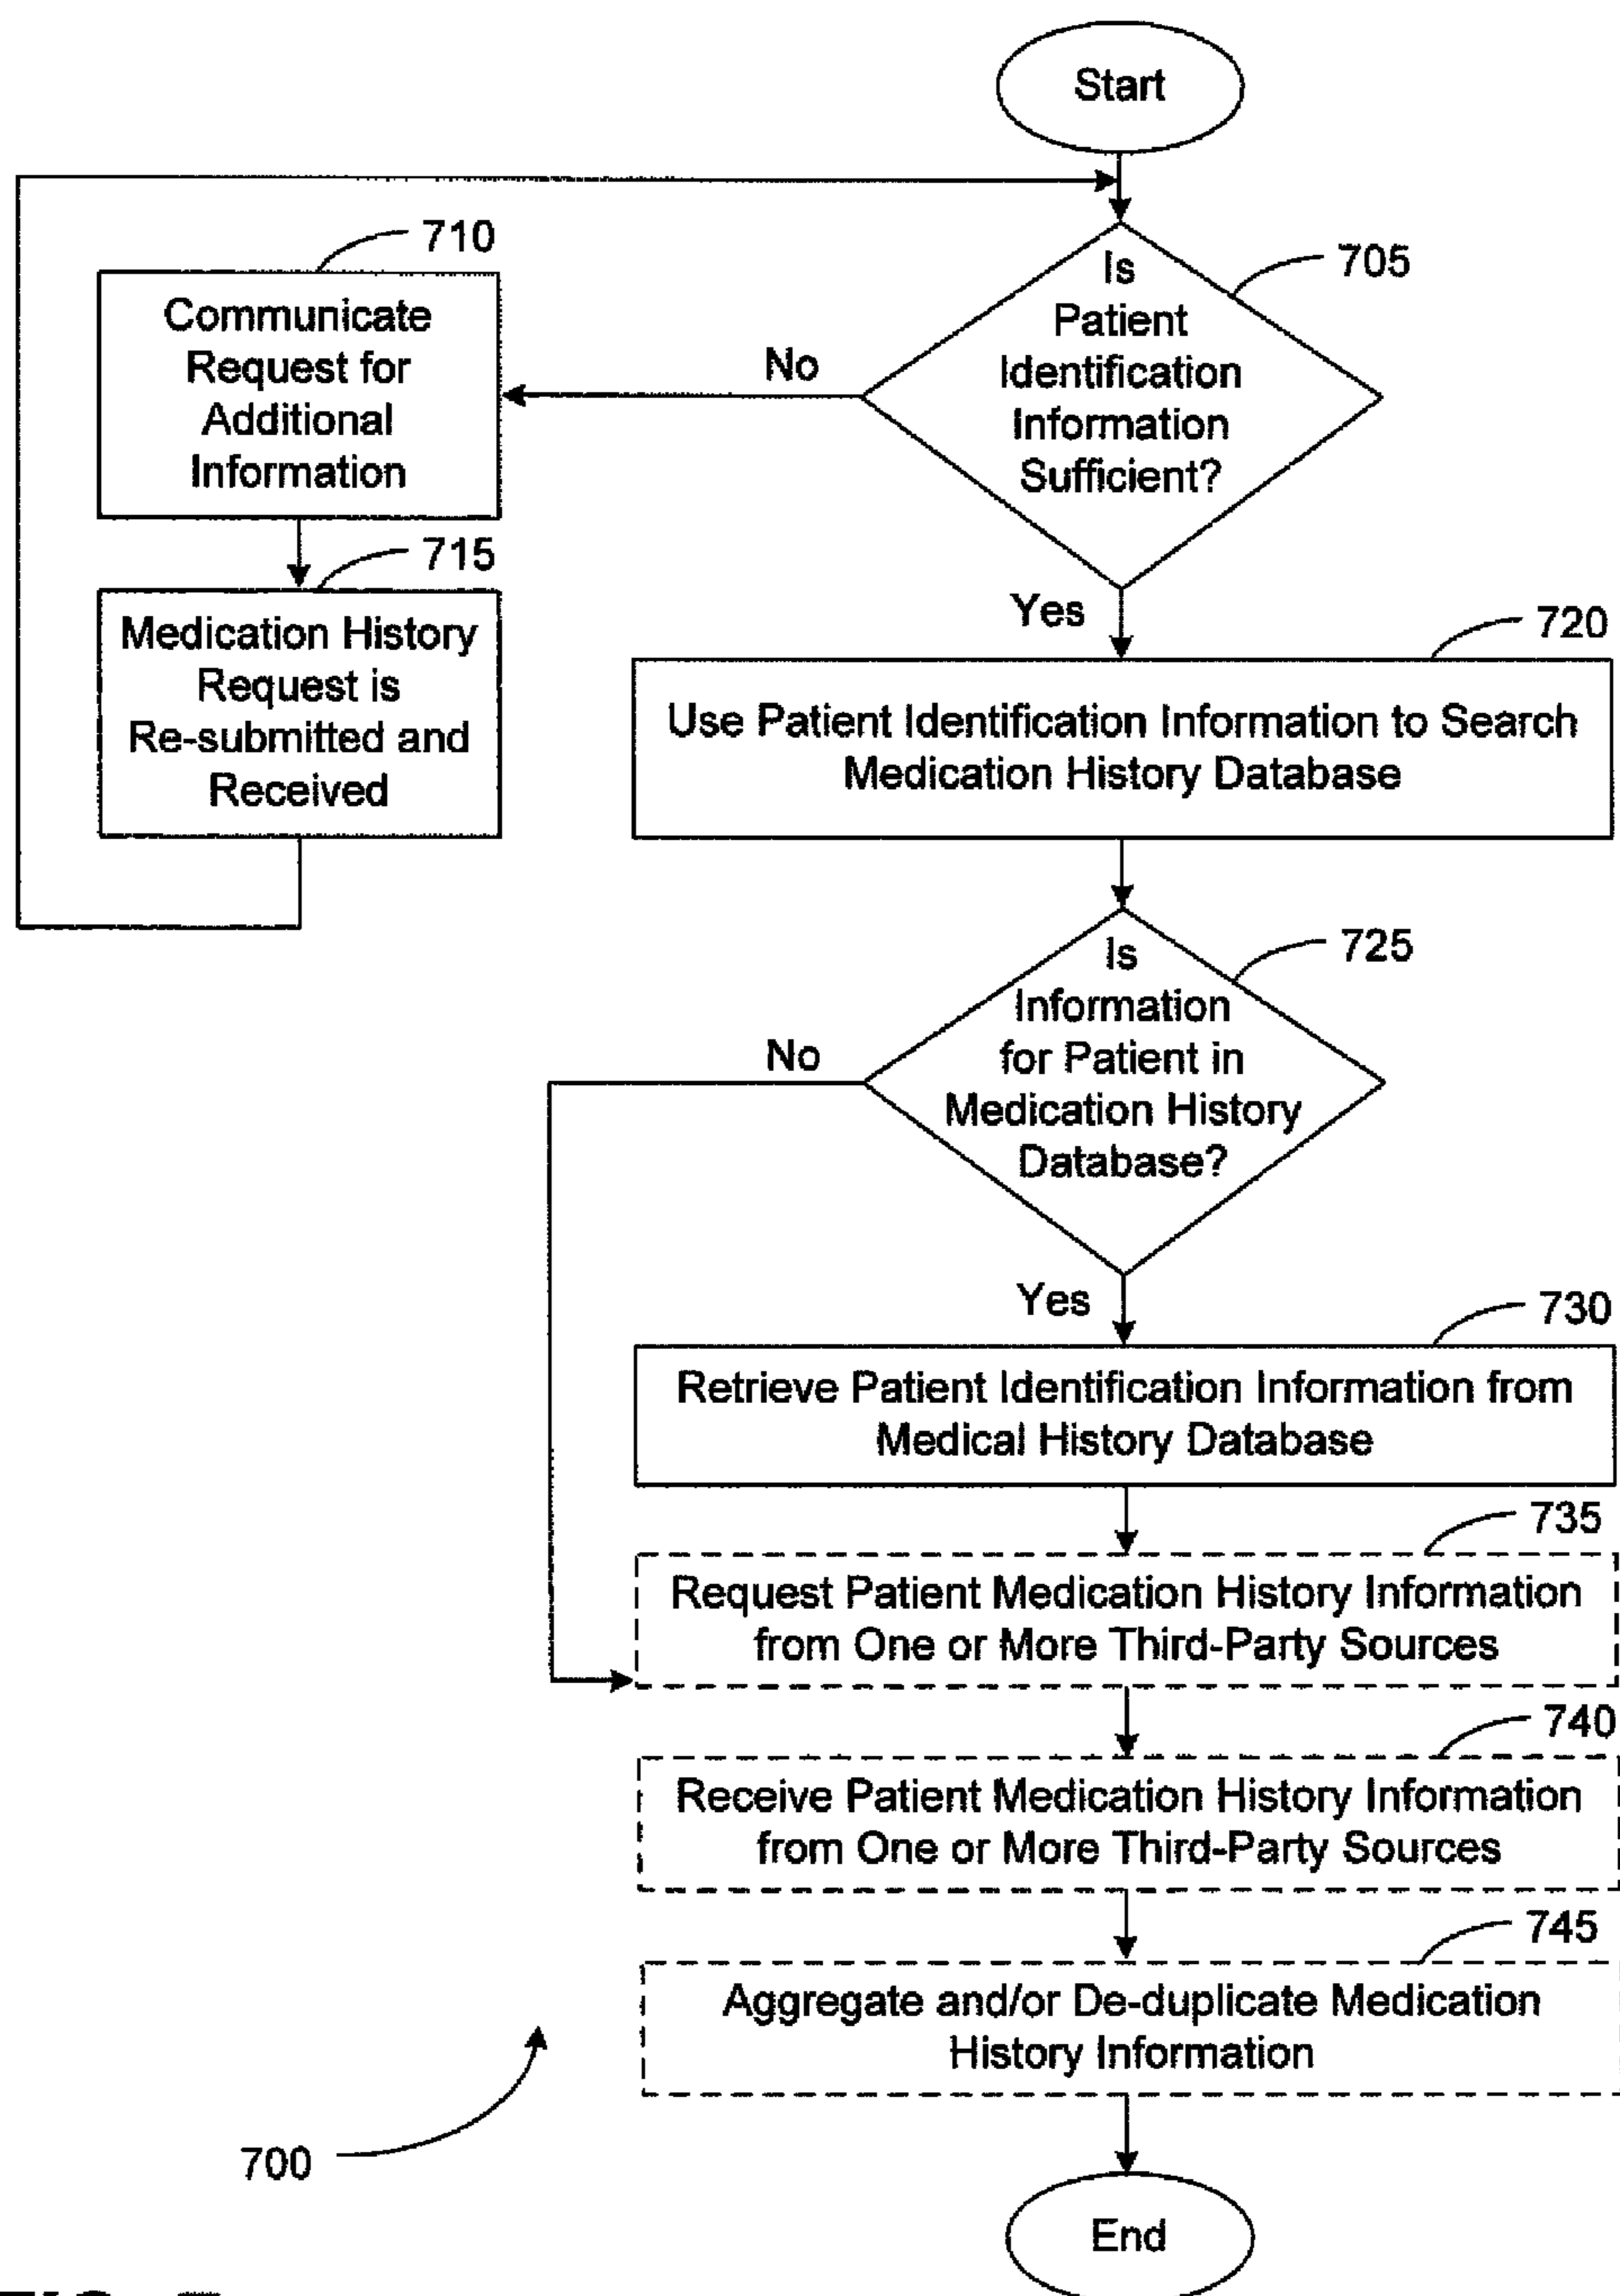 Start
710
Communicate
Request for
Additional
Information
705
Is
Patient
Identification
Information
Sufficient?
No
715
Medication History
Request is
Re-submitted and
Received
Yes
720
Use Patient Identification Information to Search
Medication History Database
725
Is
Information
for Patient in
Medication History
Database?
No
Yes
730
Retrieve Patient Identification Information from
Medical History Database
735
Request Patient Medication History Information
from One or More Third-Party Sources
740
Receive Patient Medication History Information
from One or More Third-Party Sources
745
Aggregate and/or De-duplicate Medication
History Information
700
End